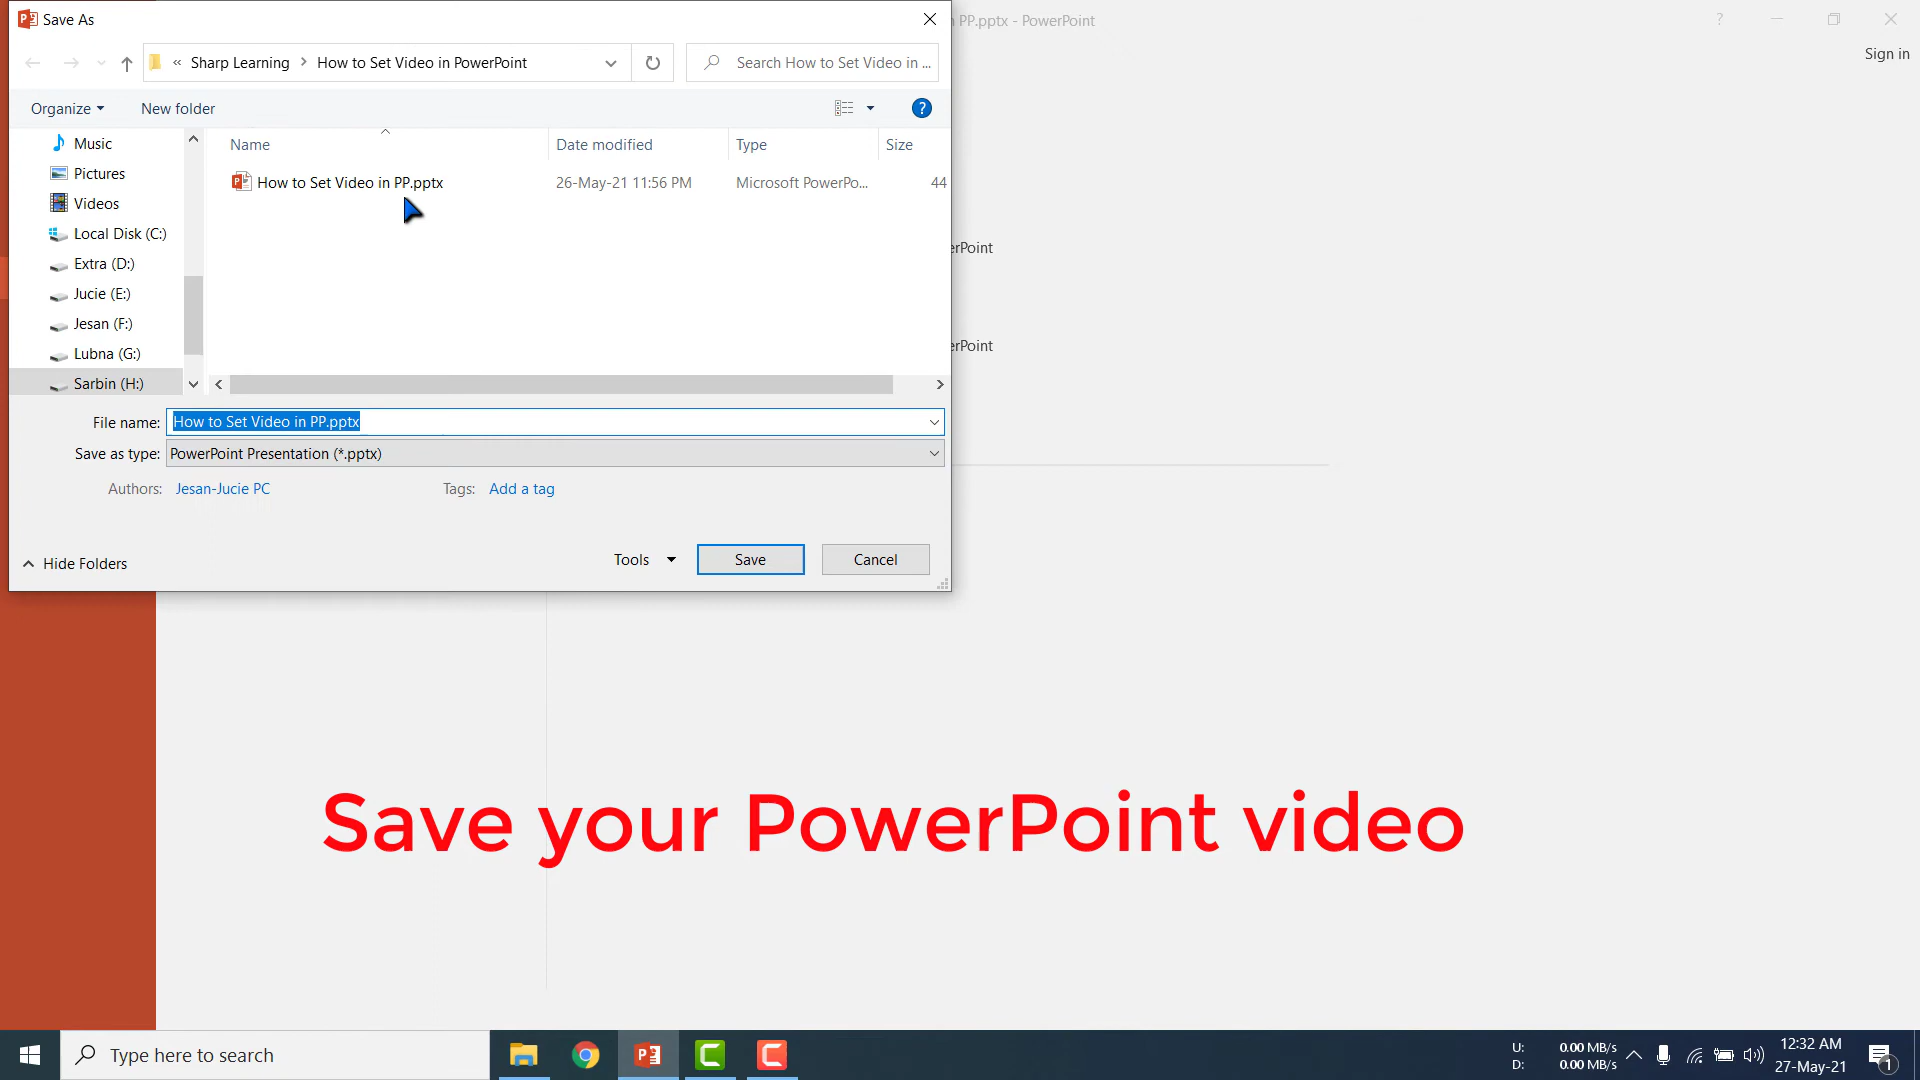 Save As
in PP.pptx - PowerPoint
?
Sign in
« Sharp Learning > How to Set Video in PowerPoint
Search How to Set Video in ...
Organize
New folder
?
Name
Date modified
Type
Size
Music
Pictures
Videos
Local Disk (C:)
Extra (D:)
Jucie (E:)
Jesan (F:)
Lubna (G:)
Sarbin (H:)
How to Set Video in PP.pptx
26-May-21 11:56 PM
Microsoft PowerPo...
44
erPoint
erPoint
File name: How to Set Video in PP.pptx
Save as type: PowerPoint Presentation (*.pptx)
Authors: Jesan-Jucie PC
Tags: Add a tag
Hide Folders
Tools
Save
Cancel
Save your PowerPoint video
Type here to search
U: 0.00 MB/s
D: 0.00 MB/s
12:32 AM
27-May-21
1